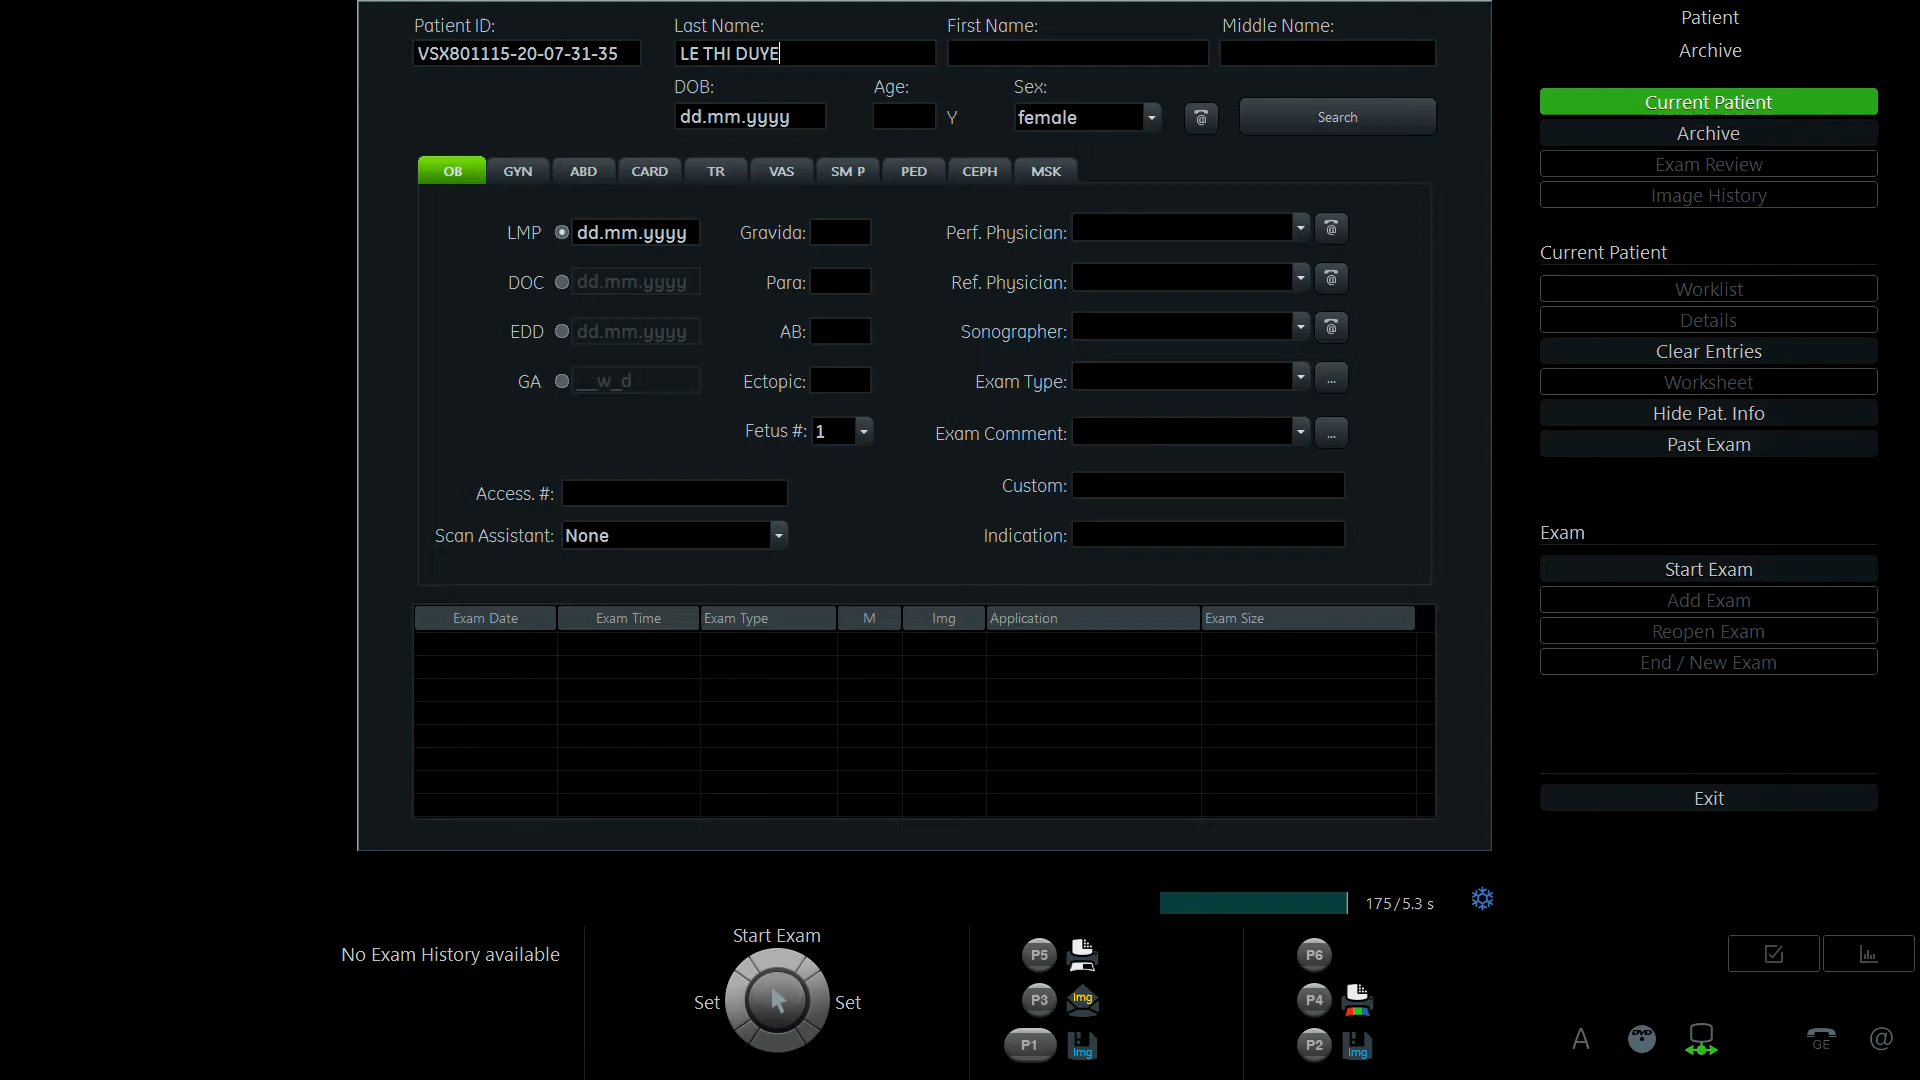 Patient ID: Last Name: First Name: Middle Name:
VSX801115-20-07-31-35 LE THI DUYE
DOB: Age: Sex:
dd.mm.yyyy Y female @ Search
OB GYN ABD CARD TR VAS SM P PED CEPH MSK
LMP dd.mm.yyyy Gravida: Perf. Physician: @
DOC dd.mm.yyyy Para: Ref. Physician: @
EDD dd.mm.yyyy AB: Sonographer: @
GA __w_d Ectopic: Exam Type: ...
Fetus #: 1 Exam Comment: ...
Access. #: Custom:
Scan Assistant: None Indication:
Exam Date Exam Time Exam Type M Img Application Exam Size
175/5.3 s
No Exam History available
Start Exam
Set Set
P5 P6
P3 Img P4
P1 Img P2 Img
Patient
Archive
Current Patient
Archive
Exam Review
Image History
Current Patient
Worklist
Details
Clear Entries
Worksheet
Hide Pat. Info
Past Exam
Exam
Start Exam
Add Exam
Reopen Exam
End / New Exam
Exit
A DVD GE @